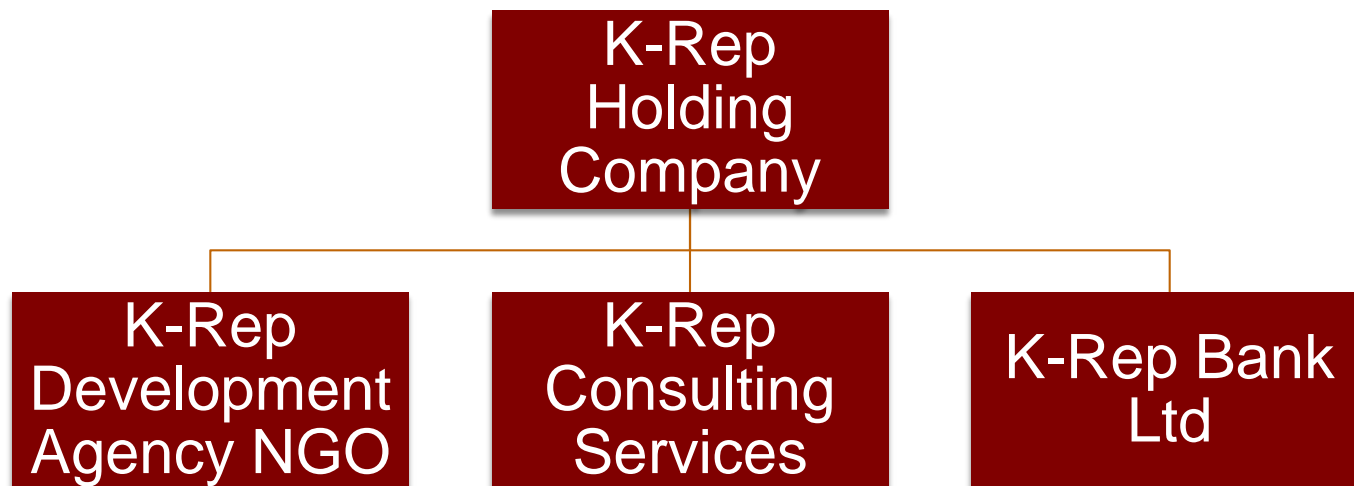 K-Rep
Holding
Company
K-Rep
Development
Agency NGO
K-Rep
Consulting
Services
K-Rep Bank
Ltd